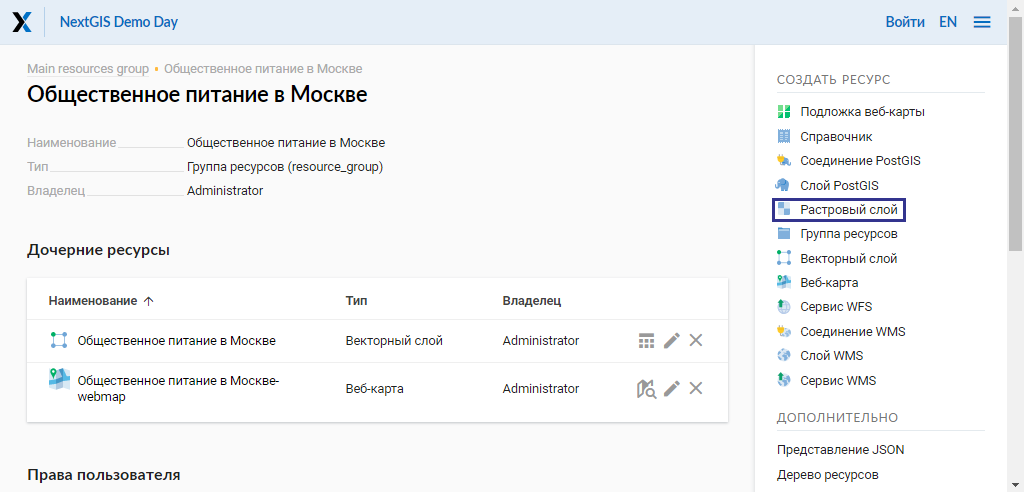 NextGIS Demo Day
Войти EN
Main resources group • Общественное питание в Москве
Общественное питание в Москве
Наименование Общественное питание в Москве
Тип Группа ресурсов (resource_group)
Владелец Administrator
Дочерние ресурсы
Наименование ↑ Тип Владелец
Общественное питание в Москве Векторный слой Administrator
Общественное питание в Москве-
webmap Веб-карта Administrator
Права пользователя
СОЗДАТЬ РЕСУРС
Подложка веб-карты
Справочник
Соединение PostGIS
Слой PostGIS
Растровый слой
Группа ресурсов
Векторный слой
Веб-карта
Сервис WFS
Соединение WMS
Слой WMS
Сервис WMS
ДОПОЛНИТЕЛЬНО
Представление JSON
Дерево ресурсов